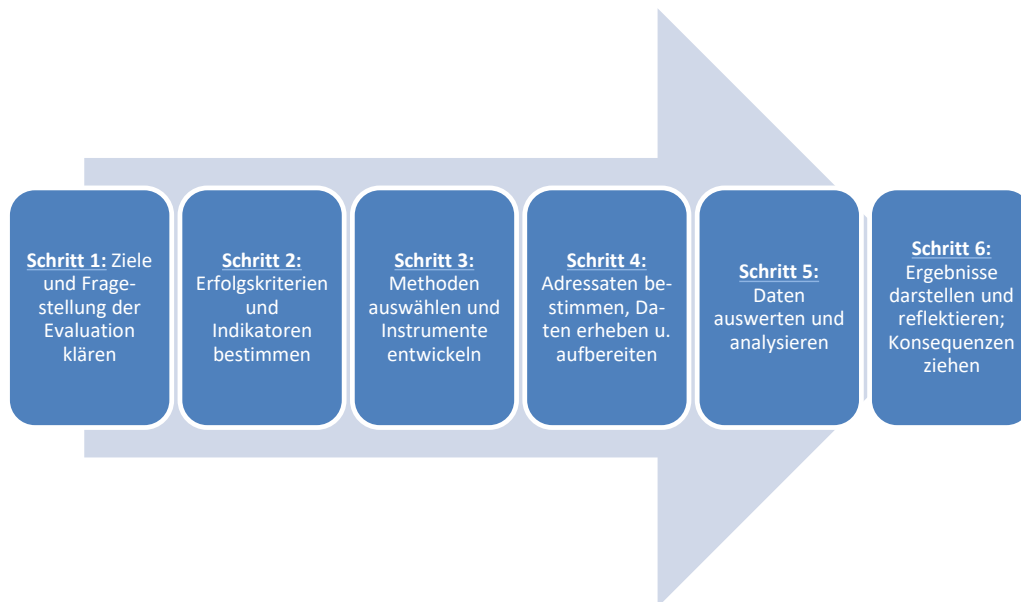 Schritt 1: Ziele
und Frage-
stellung der
Evaluation
klären
Schritt 2:
Erfolgskriterien
und
Indikatoren
bestimmen
Schritt 3:
Methoden
auswählen und
Instrumente
entwickeln
Schritt 4:
Adressaten be-
stimmen, Da-
ten erheben u.
aufbereiten
Schritt 5:
Daten
auswerten und
analysieren
Schritt 6:
Ergebnisse
darstellen und
reflektieren;
Konsequenzen
ziehen